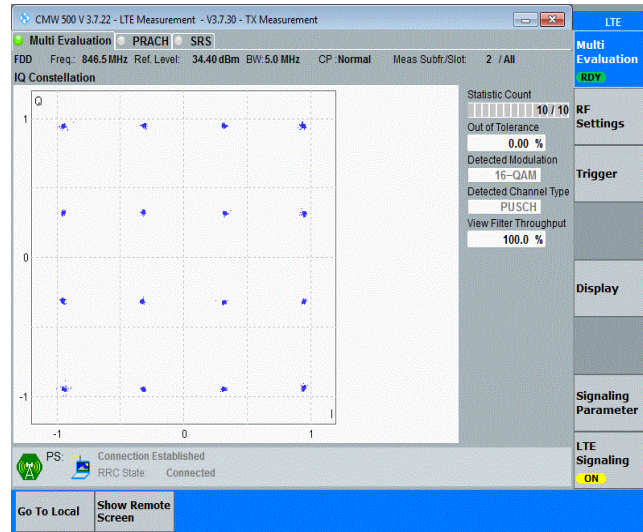 CMW 500 V 3.7.22 - LTE Measurement - V3.7.30 - TX Measurement
LTE
Multi Evaluation PRACH SRS
Multi
Evaluation
RDY
FDD Freq.: 846.5 MHz Ref. Level: 34.40 dBm BW: 5.0 MHz CP : Normal Meas Subfr./Slot: 2 / All
IQ Constellation
Q
1
0
-1
I
-1 0 1
Statistic Count
10 / 10
Out of Tolerance
0.00 %
Detected Modulation
16-QAM
Detected Channel Type
PUSCH
View Filter Throughput
100.0 %
RF
Settings
Trigger
Display
Signaling
Parameter
LTE
Signaling
ON
PS: Connection Established
RRC State: Connected
Go To Local
Show Remote
Screen